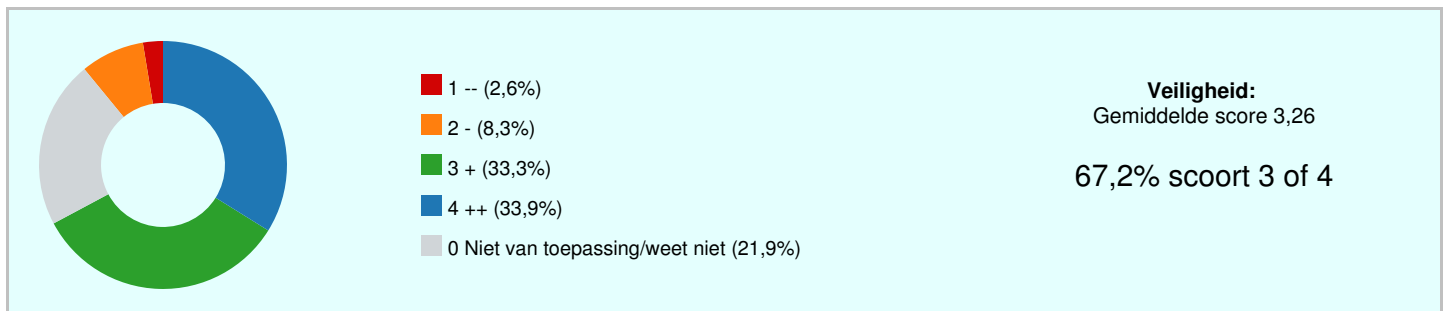 1 -- (2,6%)
2 - (8,3%)
3 + (33,3%)
4 ++ (33,9%)
0 Niet van toepassing/weet niet (21,9%)
Veiligheid:
Gemiddelde score 3,26
67,2% scoort 3 of 4